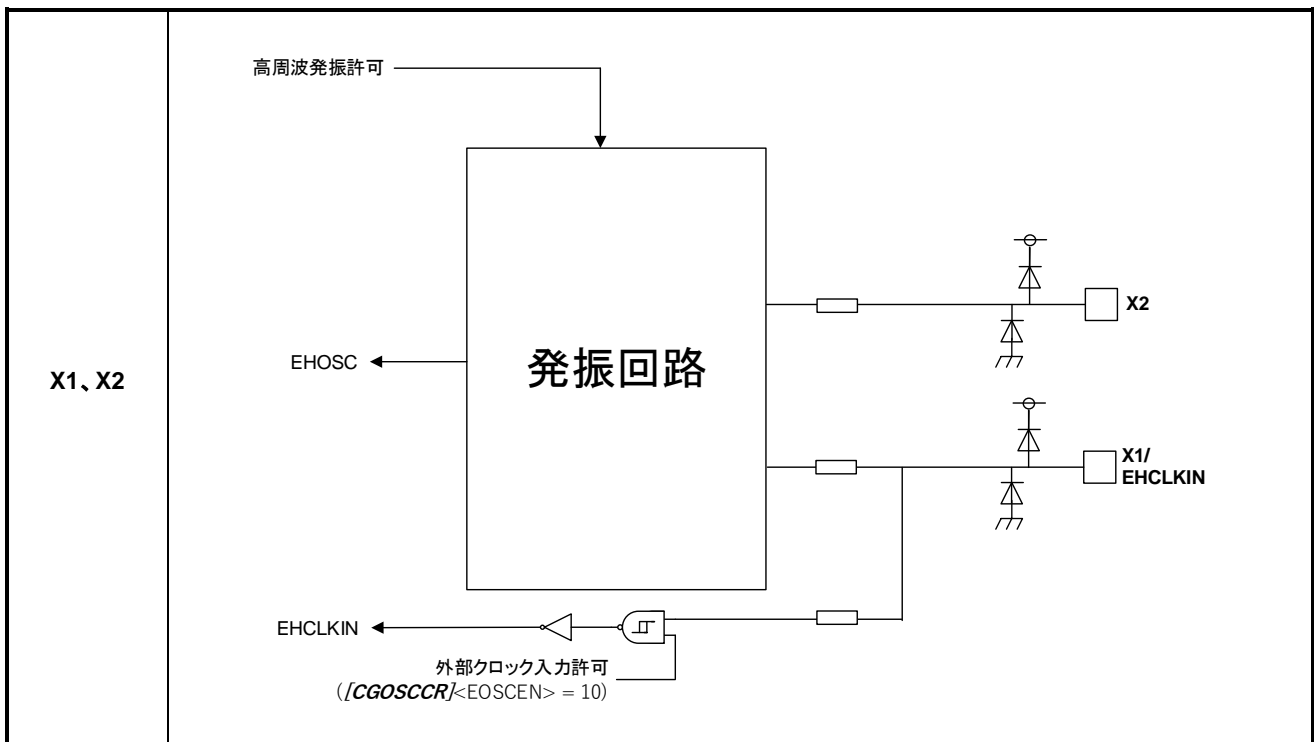 高周波発振許可
X2
EHOSC
発振回路
X1、X2
X1/
EHCLKIN
EHCLKIN
外部クロック入力許可
([CGOSCCR]<EOSCEN> = 10)